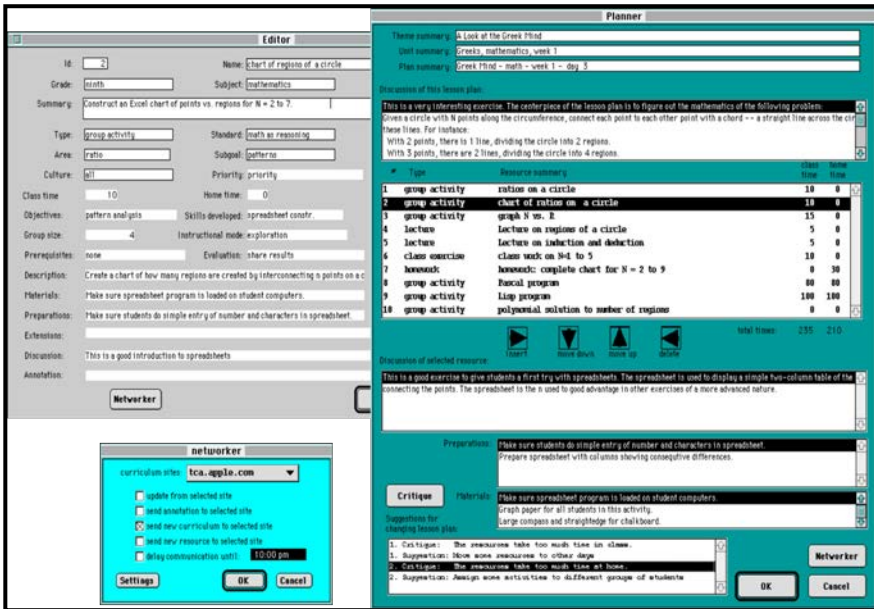 Editor
Id: 2 Name: chart of regions of a circle
Grade: ninth Subject: mathematics
Summary: Construct an Excel chart of points vs. regions for N = 2 to 7.
Type: group activity Standard: math as reasoning
Area: ratio Subgoal: patterns
Culture: all Priority: priority
Class time 10 Home time: 0
Objectives: pattern analysis Skills developed: spreadsheet constr.
Group size: 4 Instructional mode: exploration
Prerequisites: none Evaluation: share results
Description: Create a chart of how many regions are created by interconnecting n points on a c
Materials: Make sure spreadsheet program is loaded on student computers.
Preparations: Make sure students do simple entry of number and characters in spreadsheet.
Extensions:
Discussion: This is a good introduction to spreadsheets
Annotation:
Networker
networker
curriculum sites: tca.apple.com
update from selected site
send annotation to selected site
send new curriculum to selected site
send new resource to selected site
delay communication until: 10:00 pm
Settings OK Cancel
Planner
Theme summary: A Look at the Greek Mind
Unit summary: Greeks, mathematics, week 1
Plan summary: Greek Mind - math - week 1 - day 3
Discussion of this lesson plan:
This is a very interesting exercise. The centerpiece of the lesson plan is to figure out the mathematics of the following problem:
Given a circle with N points along the circumference, connect each point to each other point with a chord -- a straight line across the cir
these lines. For instance:
With 2 points, there is 1 line, dividing the circle into 2 regions.
With 3 points, there are 2 lines, dividing the circle into 4 regions.
# Type Resource summary class time home time
1 group activity ratios on a circle 10 0
2 group activity chart of ratios on a circle 10 0
3 group activity graph N vs. R 15 0
4 lecture Lecture on regions of a circle 5 0
5 lecture Lecture on induction and deduction 5 0
6 class exercise class work on N=1 to 5 10 0
7 homework homework: complete chart for N = 2 to 9 0 30
8 group activity Pascal program 80 80
9 group activity Lisp program 100 100
10 group activity polynomial solution to number of regions 0 0
insert move down move up delete total times: 235 210
Discussion of selected resource:
This is a good exercise to give students a first try with spreadsheets. The spreadsheet is used to display a simple two-column table of the
connecting the points. The spreadsheet is the n used to good advantage in other exercises of a more advanced nature.
Preparations: Make sure students do simple entry of number and characters in spreadsheet.
Prepare spreadsheet with columns showing consequtive differences.
Critique Materials: Make sure spreadsheet program is loaded on student computers.
Graph paper for all students in this activity.
Large compass and straightedge for chalkboard.
Suggestions for
changing lesson plan:
1. Critique: The resources take too much time in class.
1. Suggestion: Move some resources to other days
2. Critique: The resources take too much time at home.
2. Suggestion: Assign some activities to different groups of students
Networker
OK Cancel